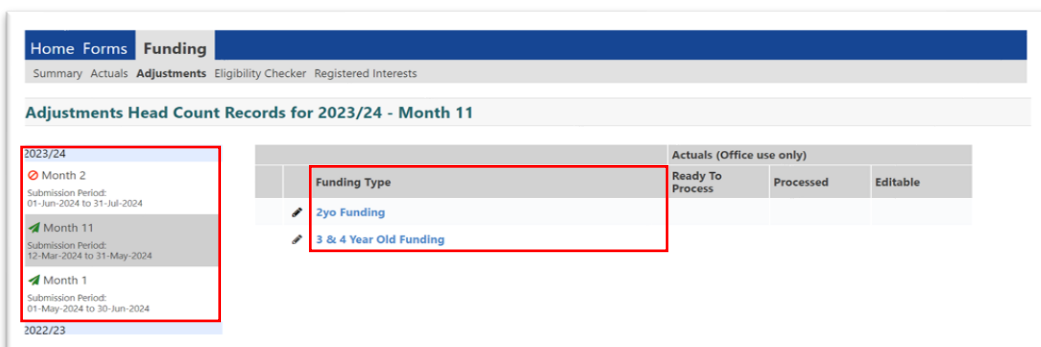 Home Forms Funding
Summary Actuals Adjustments Eligibility Checker Registered Interests
Adjustments Head Count Records for 2023/24 - Month 11
2023/24
Month 2
Submission Period:
01-Jun-2024 to 31-Jul-2024
Month 11
Submission Period:
12-Mar-2024 to 31-May-2024
Month 1
Submission Period:
01-May-2024 to 30-Jun-2024
2022/23
Actuals (Office use only)
Funding Type
Ready To
Process
Processed
Editable
2yo Funding
3 & 4 Year Old Funding